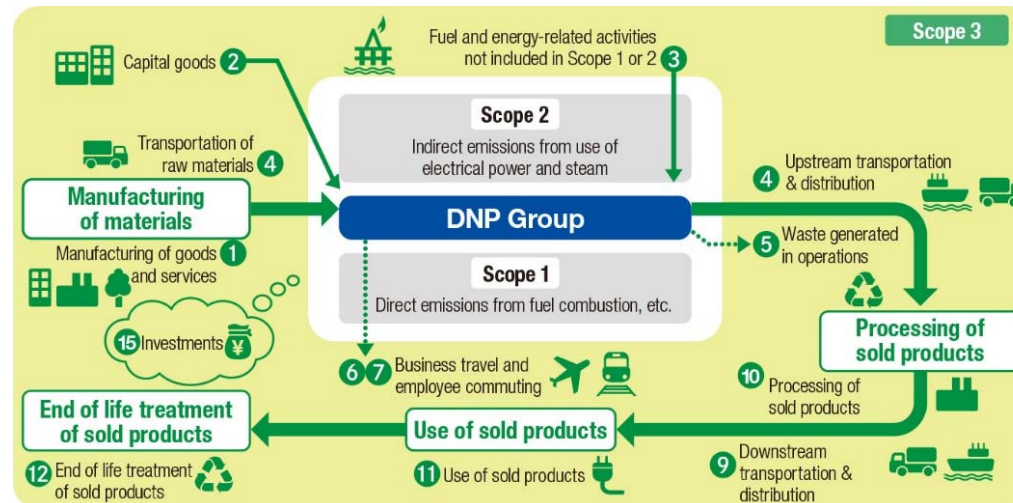 Scope 3
Capital goods 2
Fuel and energy-related activities
not included in Scope 1 or 2 3
Scope 2
Indirect emissions from use of
electrical power and steam
Transportation of
raw materials 4
Manufacturing
of materials
DNP Group
4 Upstream transportation
& distribution
Manufacturing of goods 1
and services
5 Waste generated
in operations
Scope 1
Direct emissions from fuel combustion, etc.
15 Investments ¥
Processing of
sold products
6 7 Business travel and
employee commuting
10 Processing of
sold products
End of life treatment
of sold products
Use of sold products
12 End of life treatment
of sold products
11 Use of sold products
9 Downstream
transportation &
distribution